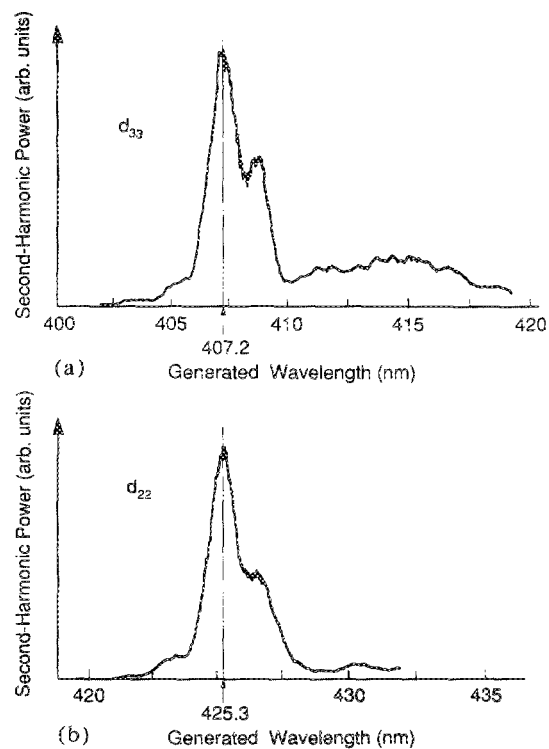 Second-Harmonic Power (arb. units)
d33
400 405 410 415 420
407.2
(a) Generated Wavelength (nm)
Second-Harmonic Power (arb. units)
d22
420 430 435
425.3
(b) Generated Wavelength (nm)